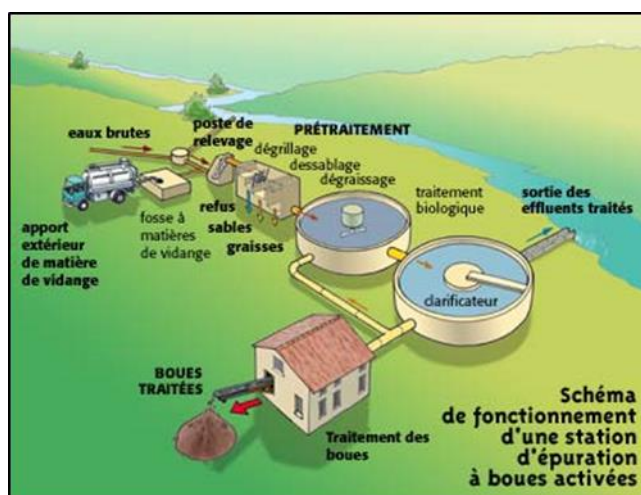 eaux brutes
poste de
relevage
PRÉTRAITEMENT
dégrillage
dessablage
dégraissage
traitement
biologique
sortie des
effluents traités
apport
extérieur
de matière
de vidange
fosse à
matières
de vidange
refus
sables
graisses
clarificateur
BOUES
TRAITÉES
Traitement des
boues
Schéma
de fonctionnement
d'une station
d'épuration
à boues activées